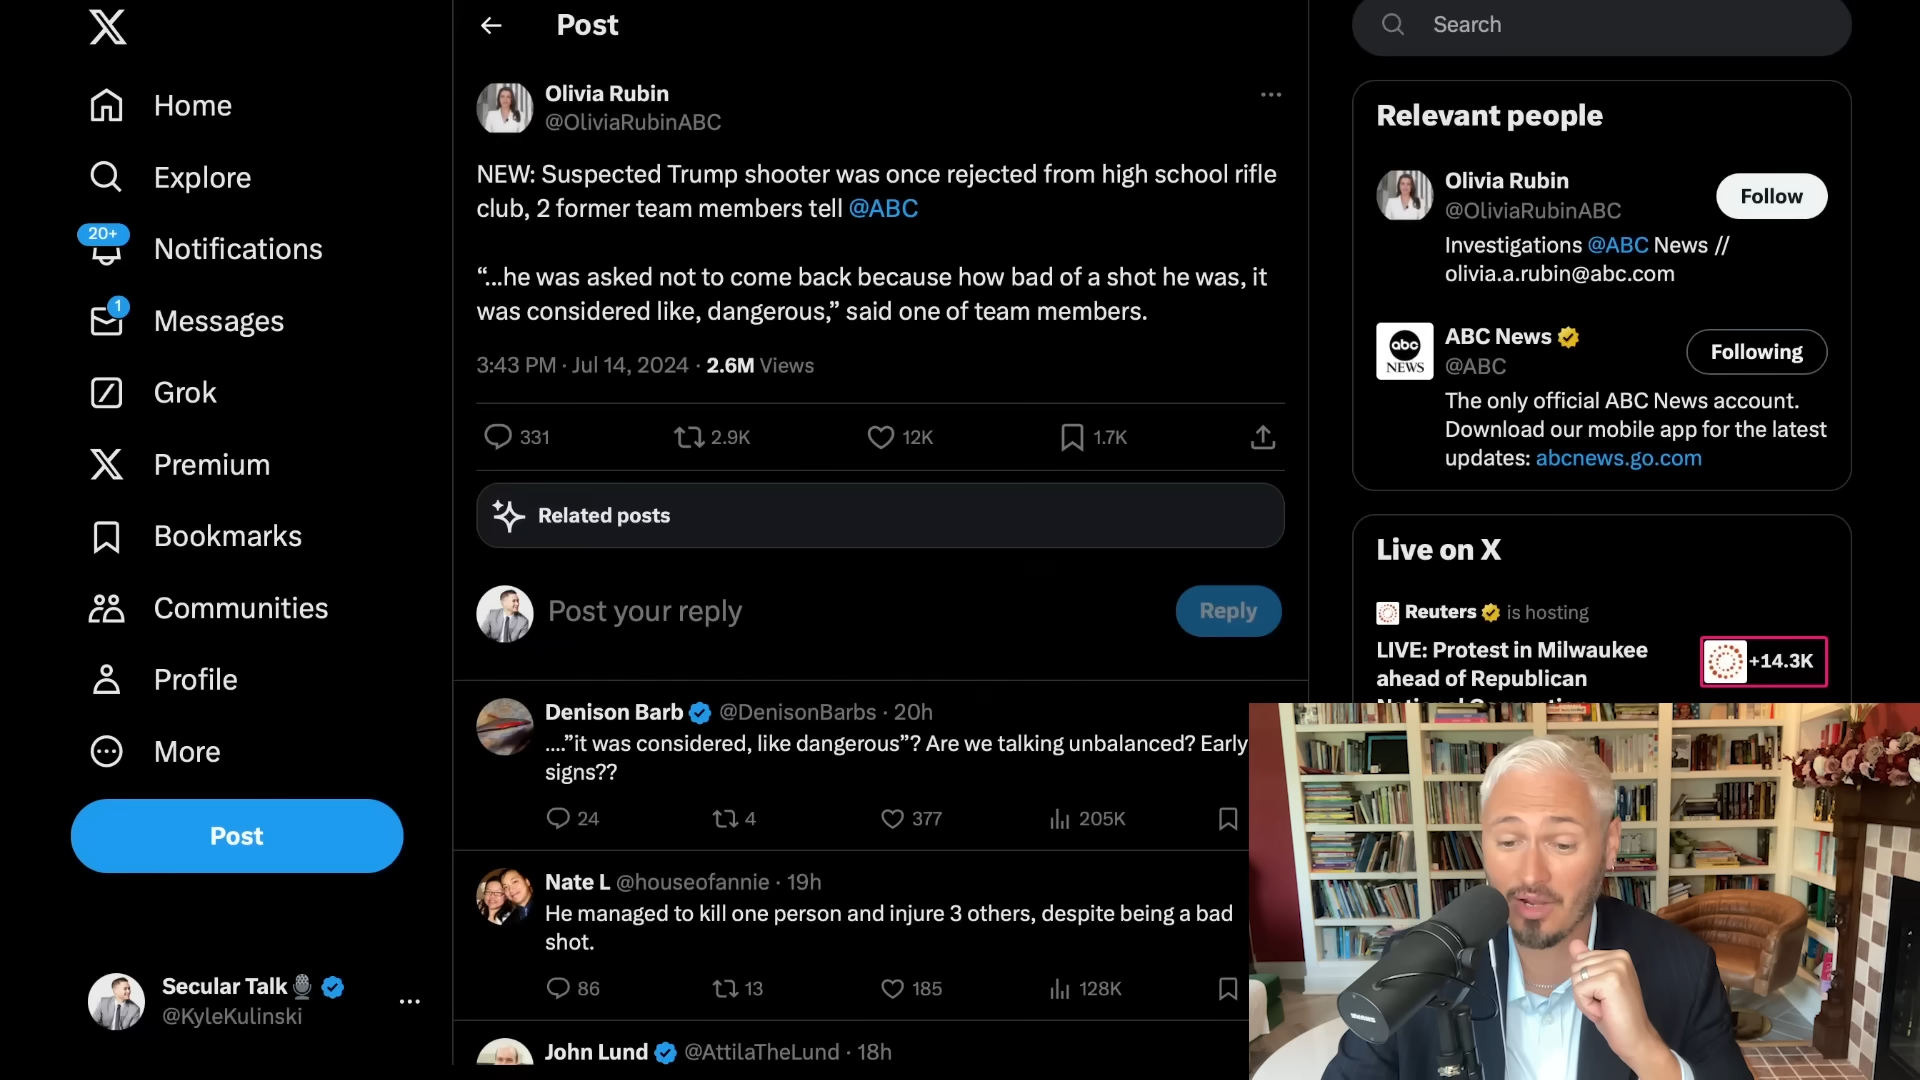 Post
Search
Home
Explore
20+
Notifications
1
Messages
Grok
Premium
Bookmarks
Communities
Profile
More
Post
Secular Talk
@KyleKulinski
Olivia Rubin
@OliviaRubinABC
NEW: Suspected Trump shooter was once rejected from high school rifle
club, 2 former team members tell @ABC
“...he was asked not to come back because how bad of a shot he was, it
was considered like, dangerous,” said one of team members.
3:43 PM · Jul 14, 2024 · 2.6M Views
331
2.9K
12K
1.7K
Related posts
Post your reply
Reply
Denison Barb @DenisonBarbs · 20h
....”it was considered, like dangerous”? Are we talking unbalanced? Early
signs??
24
4
377
205K
Nate L @houseofannie · 19h
He managed to kill one person and injure 3 others, despite being a bad
shot.
86
13
185
128K
John Lund @AttilaTheLund · 18h
Relevant people
Olivia Rubin
@OliviaRubinABC
Follow
Investigations @ABC News //
olivia.a.rubin@abc.com
abc
NEWS
ABC News
@ABC
Following
The only official ABC News account.
Download our mobile app for the latest
updates: abcnews.go.com
Live on X
Reuters is hosting
LIVE: Protest in Milwaukee
ahead of Republican
+14.3K